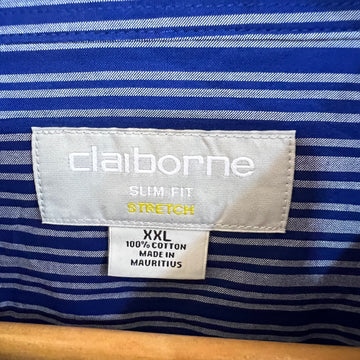 claiborne
SLIM FIT
STRETCH
XXL
100% COTTON
MADE IN
MAURITIUS